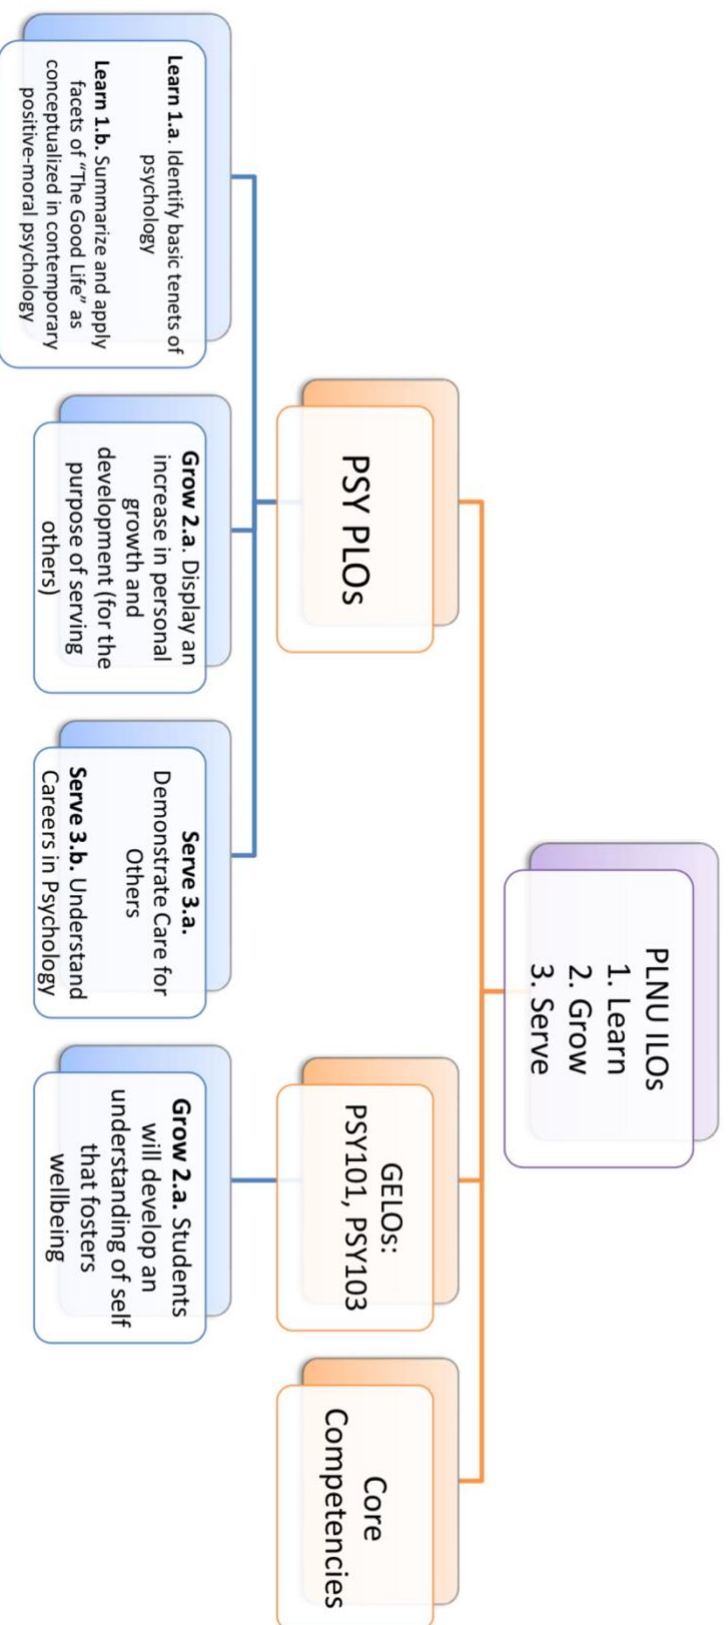 PLNU ILOs
1. Learn
2. Grow
3. Serve
PSY PLOs
GELOs:
PSY101, PSY103
Core
Competencies
Learn 1.a. Identify basic tenets of
psychology
Learn 1.b. Summarize and apply
facets of "The Good Life" as
conceptualized in contemporary
positive-moral psychology
Grow 2.a. Display an
increase in personal
growth and
development (for the
purpose of serving
others)
Serve 3.a.
Demonstrate Care for
Others
Serve 3.b. Understand
Careers in Psychology
Grow 2.a. Students
will develop an
understanding of self
that fosters
wellbeing